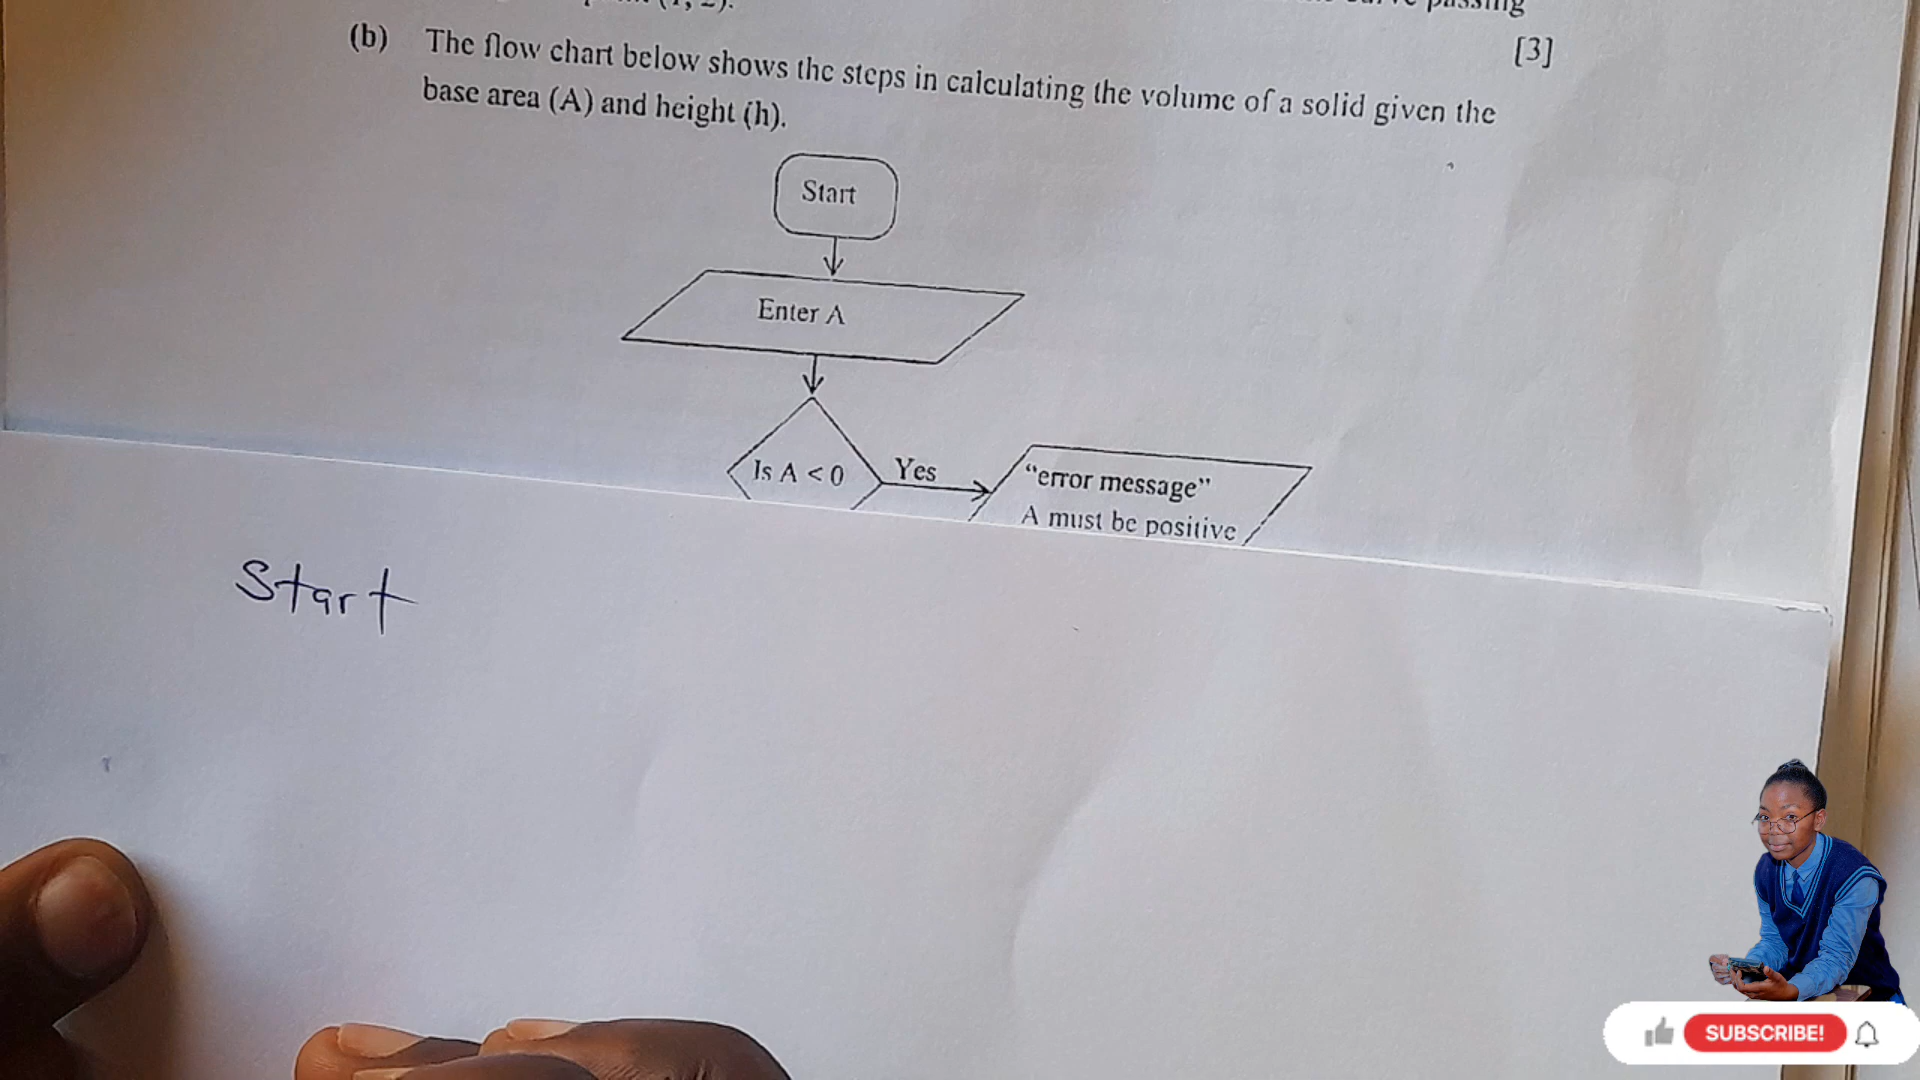 passing
[3]
(b) The flow chart below shows the steps in calculating the volume of a solid given the
base area (A) and height (h).
Start
Enter A
Is A < 0
Yes
"error message"
A must be positive
Start
SUBSCRIBE!